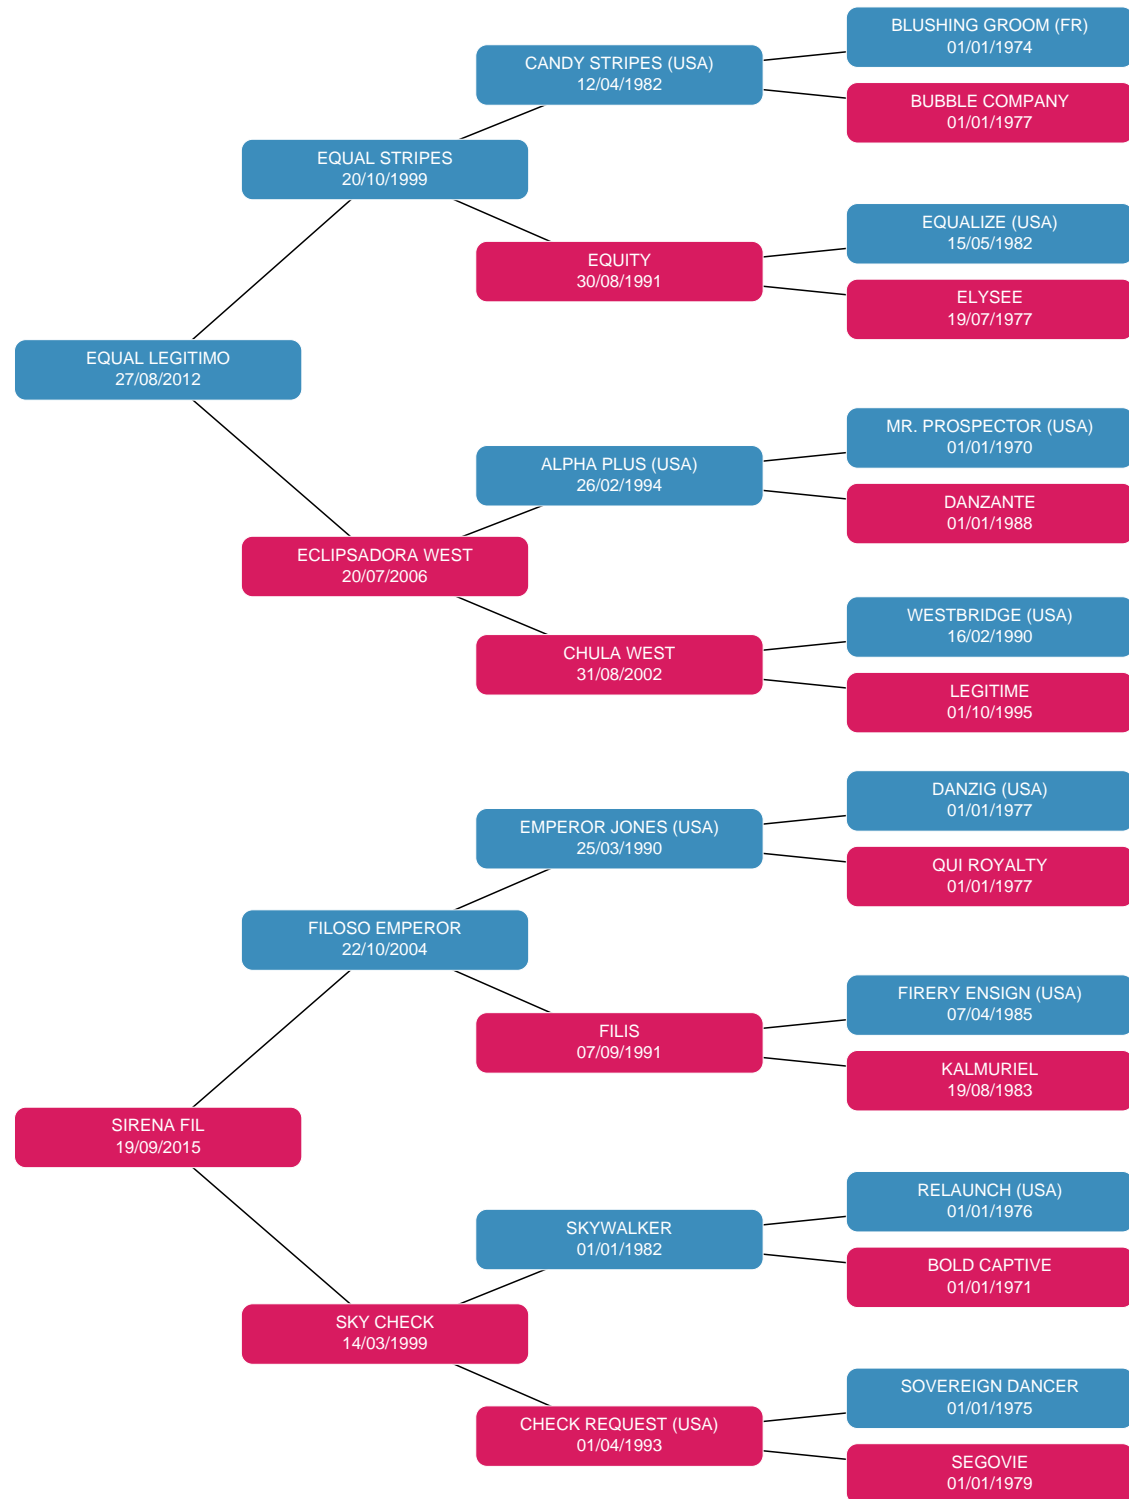 BLUSHING GROOM (FR)
01/01/1974
CANDY STRIPES (USA)
12/04/1982
BUBBLE COMPANY
01/01/1977
EQUAL STRIPES
20/10/1999
EQUALIZE (USA)
15/05/1982
EQUITY
30/08/1991
ELYSEE
19/07/1977
EQUAL LEGITIMO
27/08/2012
MR. PROSPECTOR (USA)
01/01/1970
ALPHA PLUS (USA)
26/02/1994
DANZANTE
01/01/1988
ECLIPSADORA WEST
20/07/2006
WESTBRIDGE (USA)
16/02/1990
CHULA WEST
31/08/2002
LEGITIME
01/10/1995
DANZIG (USA)
01/01/1977
EMPEROR JONES (USA)
25/03/1990
QUI ROYALTY
01/01/1977
FILOSO EMPEROR
22/10/2004
FIRERY ENSIGN (USA)
07/04/1985
FILIS
07/09/1991
KALMURIEL
19/08/1983
SIRENA FIL
19/09/2015
RELAUNCH (USA)
01/01/1976
SKYWALKER
01/01/1982
BOLD CAPTIVE
01/01/1971
SKY CHECK
14/03/1999
SOVEREIGN DANCER
01/01/1975
CHECK REQUEST (USA)
01/04/1993
SEGOVIE
01/01/1979